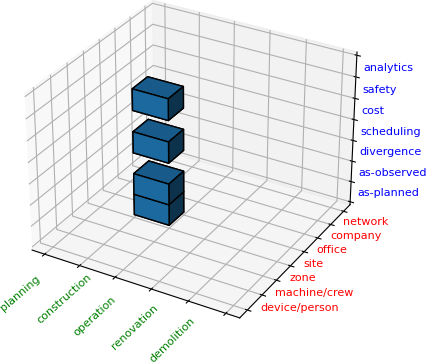 analytics
safety
cost
scheduling
divergence
as-observed
as-planned
network
company
office
site
zone
machine/crew
device/person
planning
construction
operation
renovation
demolition